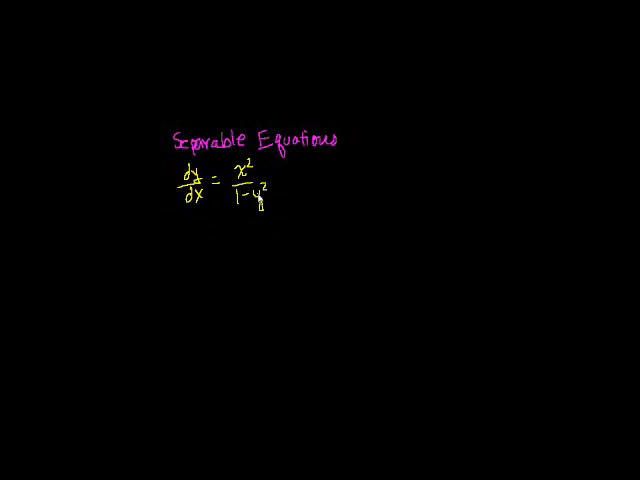 Separable Equations
dy/dx = x²/(1-y²)